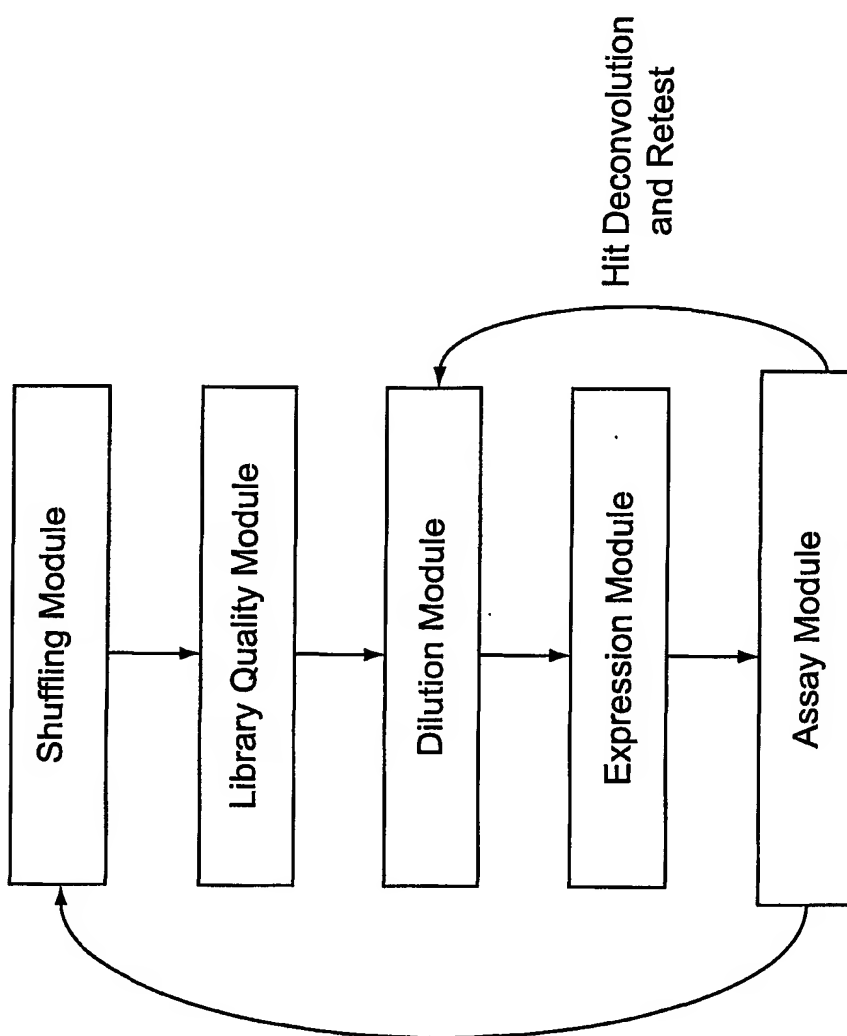 Shuffling Module
Library Quality Module
Dilution Module
Expression Module
Assay Module
Hit Deconvolution
and Retest